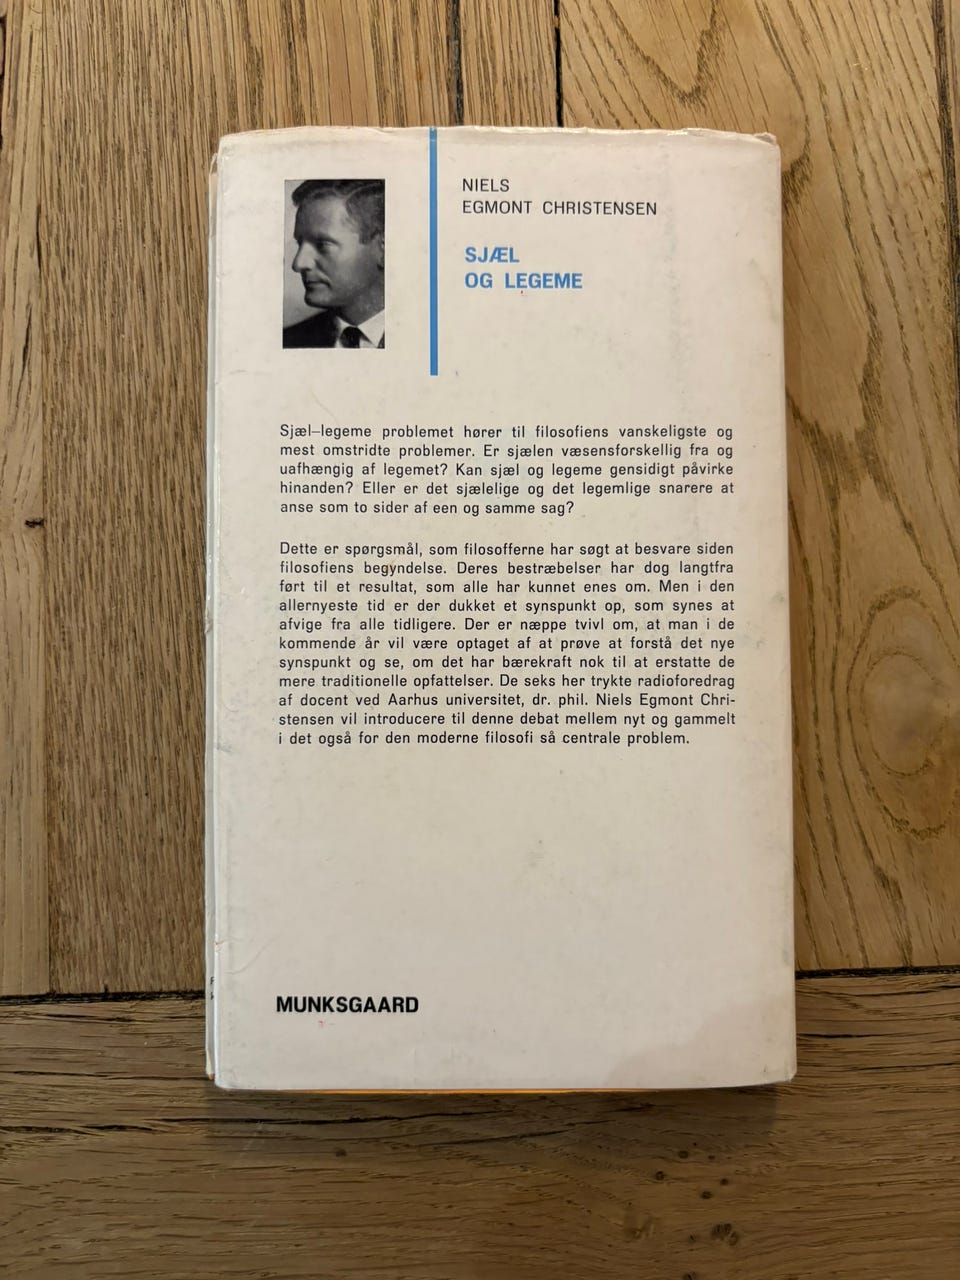 NIELS
EGMONT CHRISTENSEN
SJÆL
OG LEGEME
Sjæl–legeme problemet hører til filosofiens vanskeligste og
mest omstridte problemer. Er sjælen væsensforskellig fra og
uafhængig af legemet? Kan sjæl og legeme gensidigt påvirke
hinanden? Eller er det sjælelige og det legemlige snarere at
anse som to sider af een og samme sag?
Dette er spørgsmål, som filosofferne har søgt at besvare siden
filosofiens begyndelse. Deres bestræbelser har dog langtfra
ført til et resultat, som alle har kunnet enes om. Men i den
allernyeste tid er der dukket et synspunkt op, som synes at
afvige fra alle tidligere. Der er næppe tvivl om, at man i de
kommende år vil være optaget af at prøve at forstå det nye
synspunkt og se, om det har bærekraft nok til at erstatte de
mere traditionelle opfattelser. De seks her trykte radioforedrag
af docent ved Aarhus universitet, dr. phil. Niels Egmont Chri-
stensen vil introducere til denne debat mellem nyt og gammelt
i det også for den moderne filosofi så centrale problem.
MUNKSGAARD